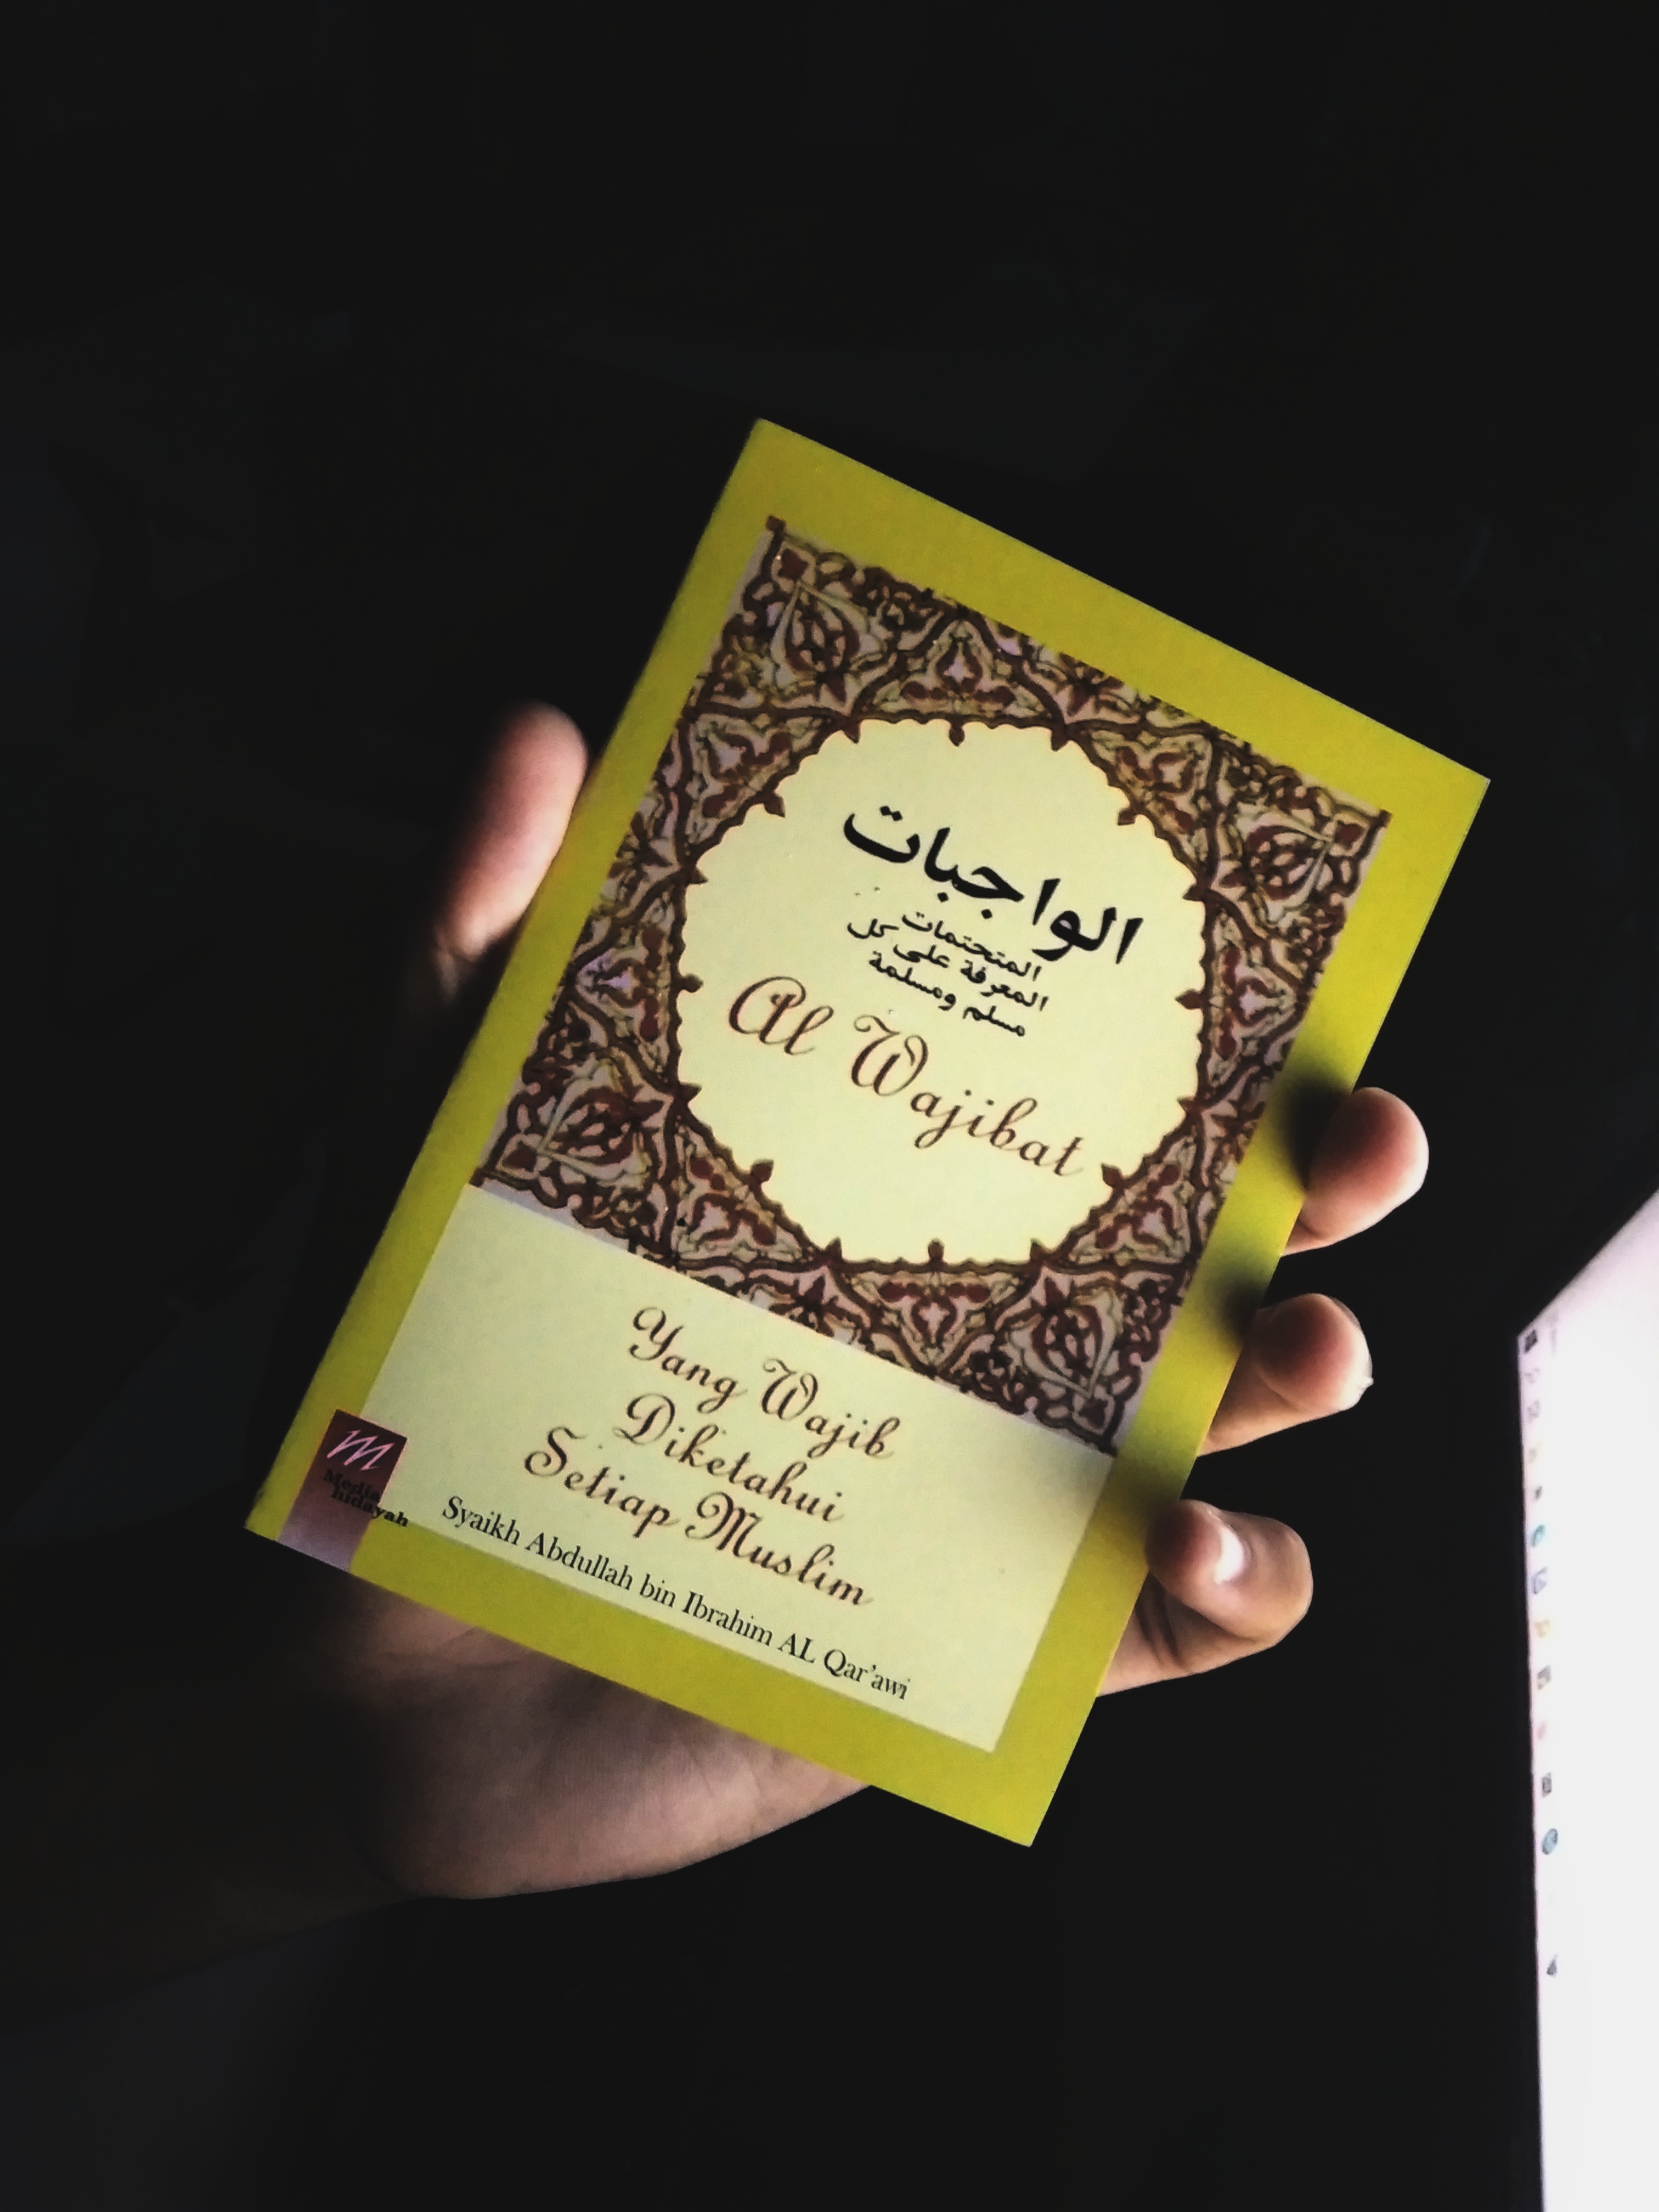 الواجبات
المتحتمات
المعرفة على كل
مسلم ومسلمة
Al Wajibat
Yang Wajib
Diketahui
Setiap Muslim
Syaikh Abdullah bin Ibrahim AL Qar'awi
m
Media
hidayah